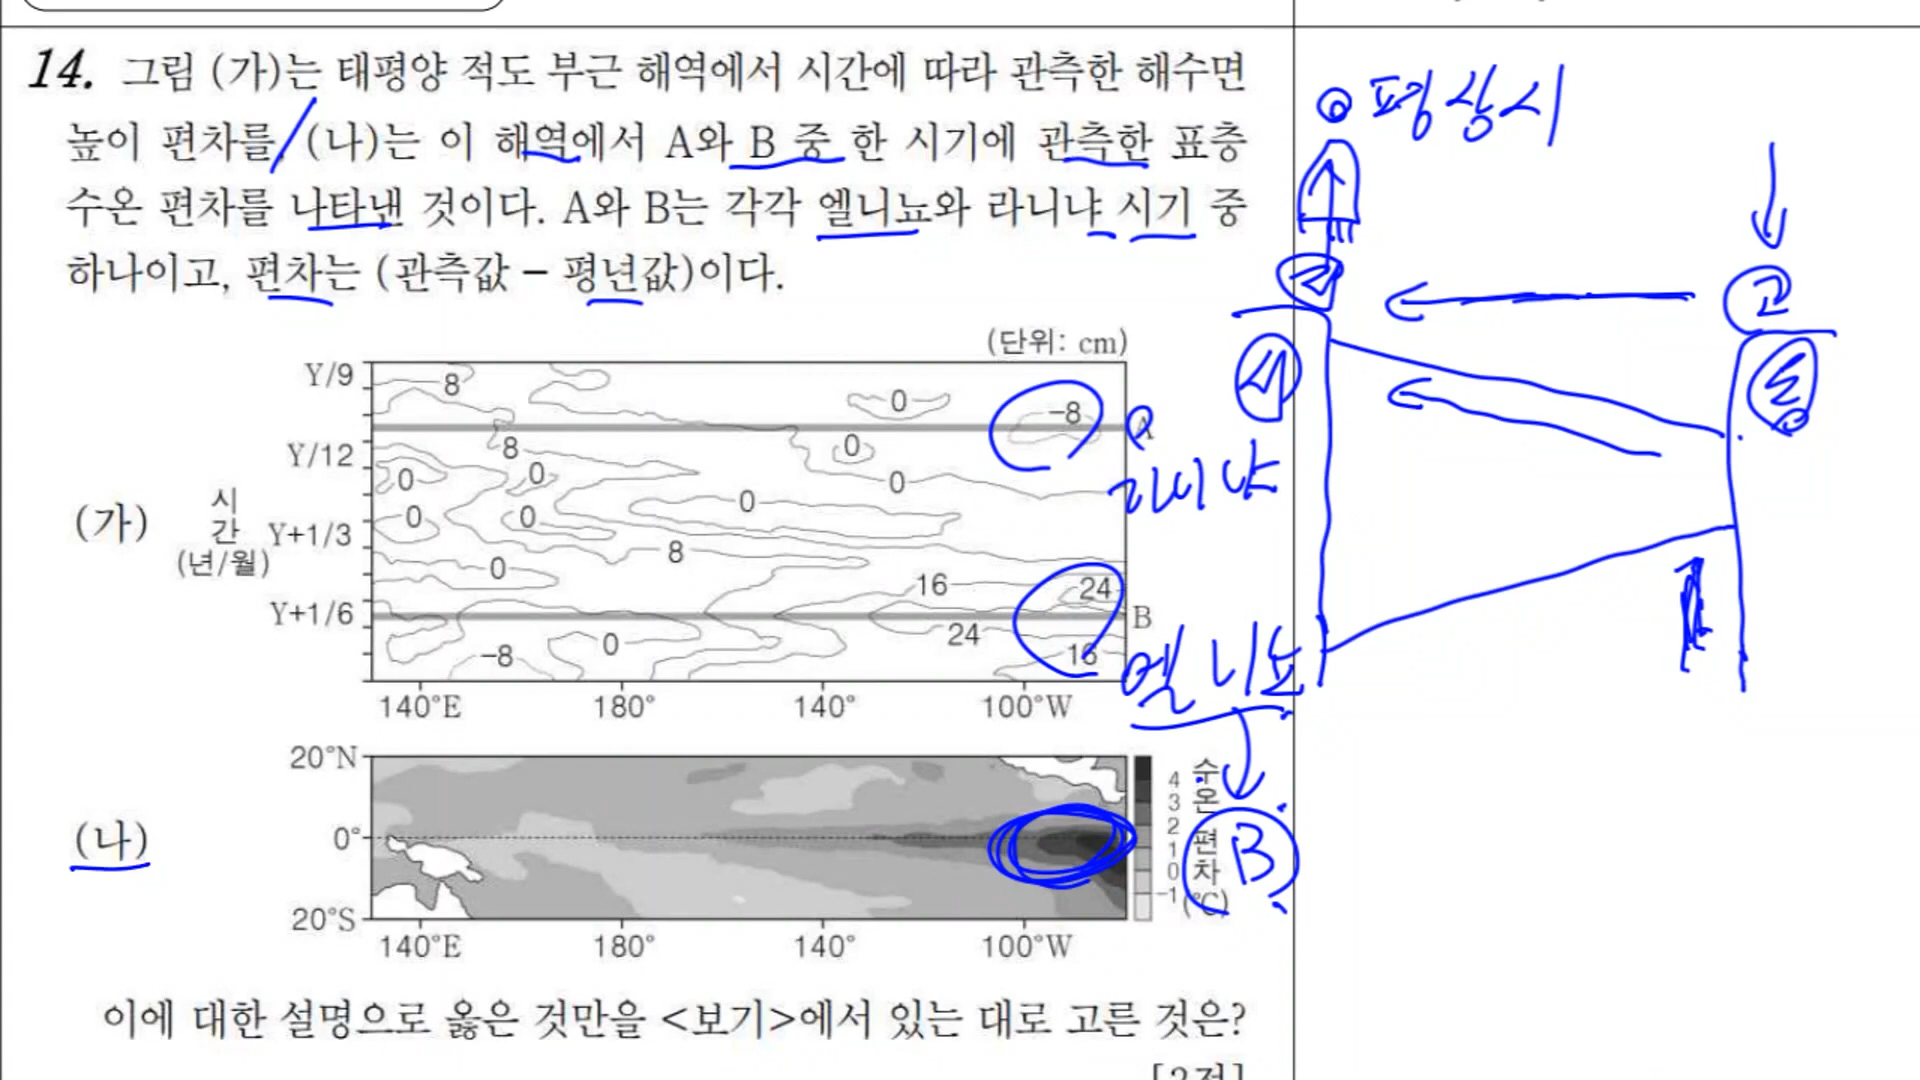 14. 그림 (가)는 태평양 적도 부근 해역에서 시간에 따라 관측한 해수면
높이 편차를, (나)는 이 해역에서 A와 B 중 한 시기에 관측한 표층
수온 편차를 나타낸 것이다. A와 B는 각각 엘니뇨와 라니냐 시기 중
하나이고, 편차는 (관측값 – 평년값)이다.
(단위: cm)
(가)
시간
(년/월)
Y/9
Y/12
Y+1/3
Y+1/6
8
0
-8
A
8
0
0
0
0
0
0
0
8
0
16
24
B
24
0
-8
16
140°E 180° 140° 100°W
(나)
20°N
0°
20°S
4
3
2
1
0
-1
수온 편차
(℃)
140°E 180° 140° 100°W
이에 대한 설명으로 옳은 것만을 <보기>에서 있는 대로 고른 것은?
평상시
저
고
서
동
라니냐
엘니뇨
B